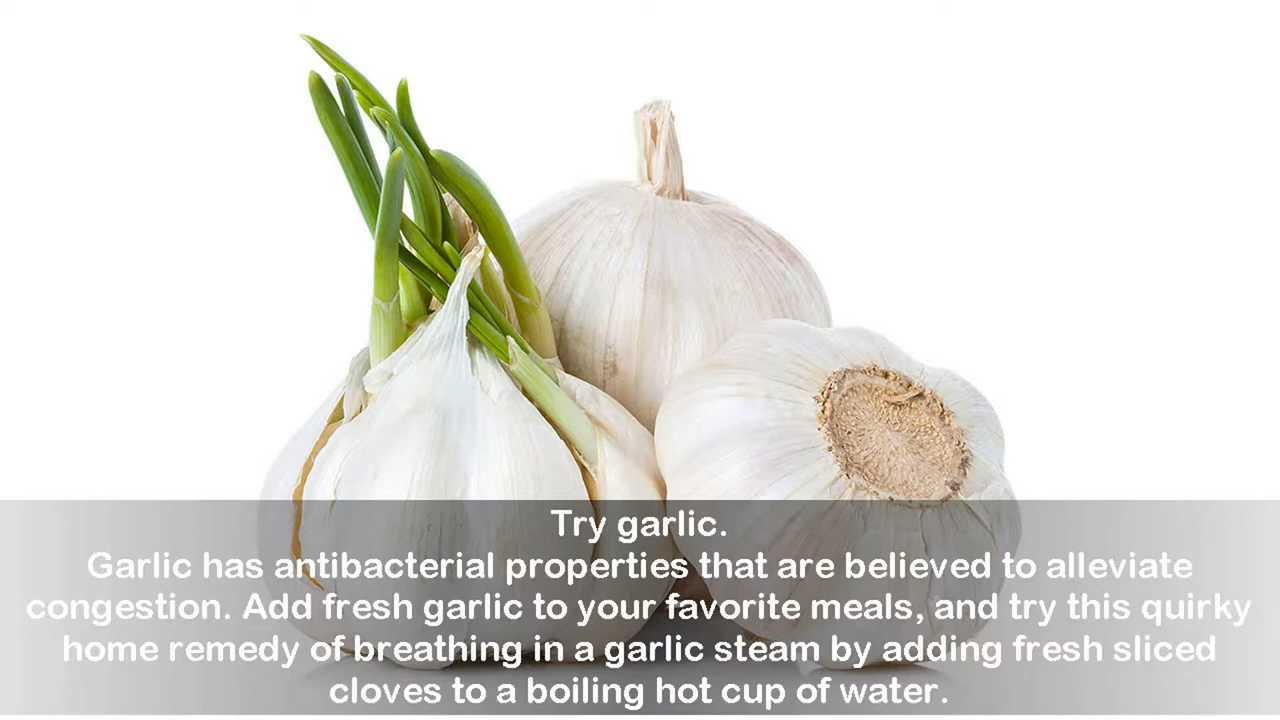 Try garlic.
Garlic has antibacterial properties that are believed to alleviate
congestion. Add fresh garlic to your favorite meals, and try this quirky
home remedy of breathing in a garlic steam by adding fresh sliced
cloves to a boiling hot cup of water.